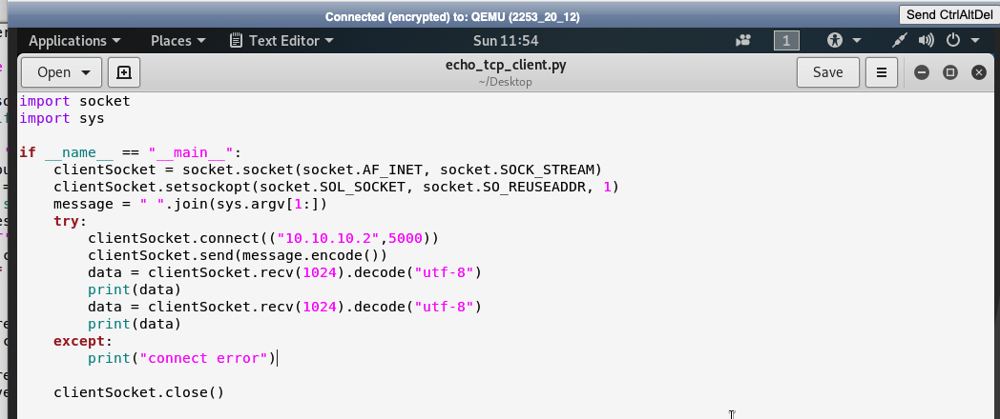 Connected (encrypted) to: QEMU (2253_20_12)
Send CtrlAltDel
Applications Places Text Editor Sun 11:54 1
Open echo_tcp_client.py Save
~/Desktop
import socket
import sys
if __name__ == "__main__":
    clientSocket = socket.socket(socket.AF_INET, socket.SOCK_STREAM)
    clientSocket.setsockopt(socket.SOL_SOCKET, socket.SO_REUSEADDR, 1)
    message = " ".join(sys.argv[1:])
    try:
        clientSocket.connect(("10.10.10.2",5000))
        clientSocket.send(message.encode())
        data = clientSocket.recv(1024).decode("utf-8")
        print(data)
        data = clientSocket.recv(1024).decode("utf-8")
        print(data)
    except:
        print("connect error")
    clientSocket.close()